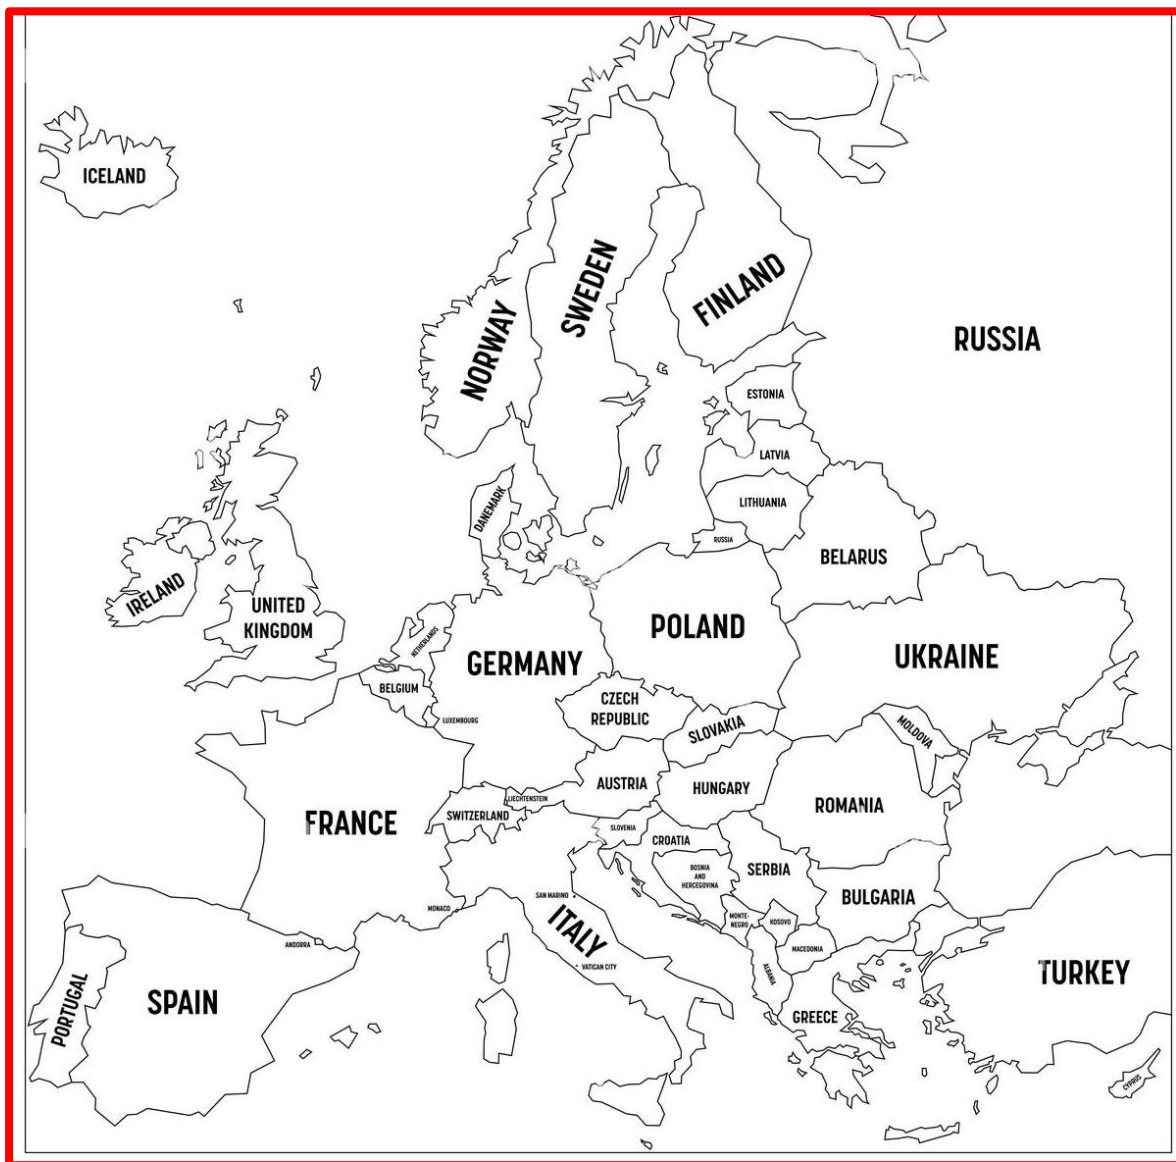 ICELAND
SWEDEN
FINLAND
NORWAY
RUSSIA
ESTONIA
LATVIA
LITHUANIA
DANEMARK
RUSSIA
BELARUS
IRELAND
UNITED
KINGDOM
NETHERLANDS
POLAND
GERMANY
UKRAINE
BELGIUM
CZECH
REPUBLIC
LUXEMBOURG
SLOVAKIA
MOLDOVA
AUSTRIA
HUNGARY
LIECHTENSTEIN
ROMANIA
SWITZERLAND
FRANCE
SLOVENIA
CROATIA
BOSNIA
AND
HERCEGOVINA
SERBIA
SAN MARINO
BULGARIA
MONACO
ITALY
MONTE-
NEGRO
KOSOVO
ANDORRA
MACEDONIA
VATICAN CITY
ALBANIA
TURKEY
SPAIN
PORTUGAL
GREECE
CYPRUS